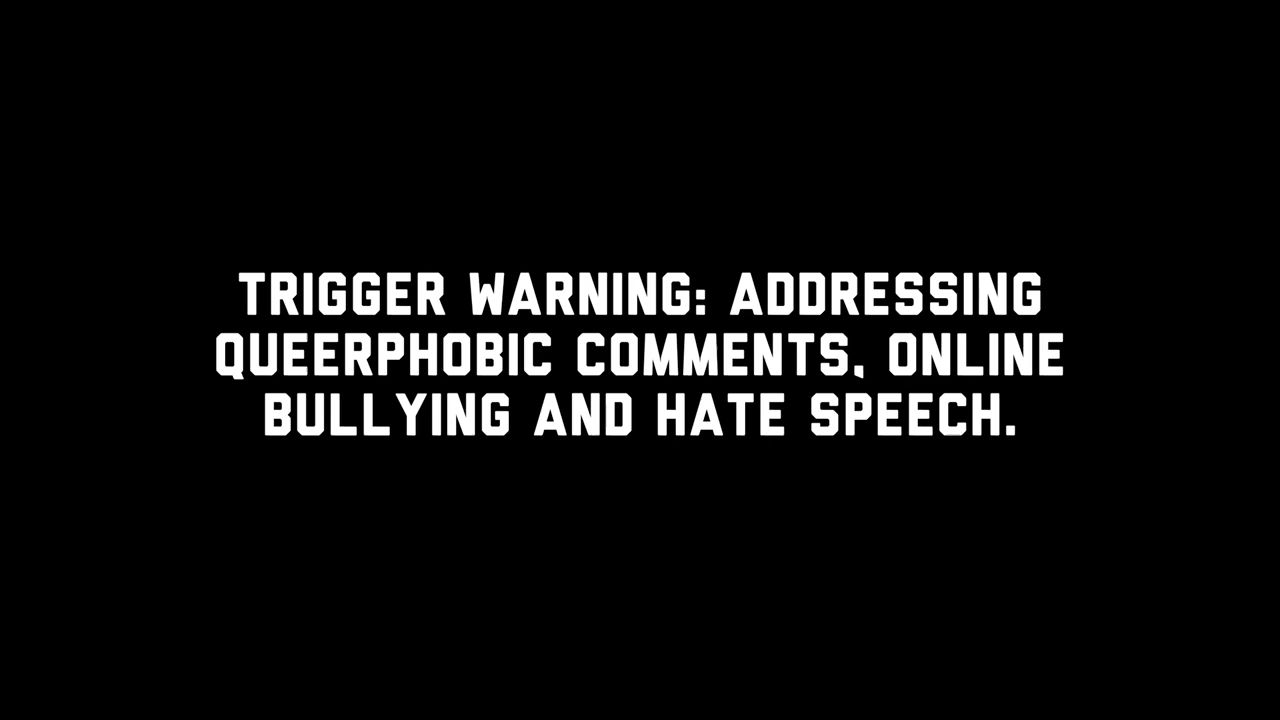 TRIGGER WARNING: ADDRESSING
QUEERPHOBIC COMMENTS, ONLINE
BULLYING AND HATE SPEECH.